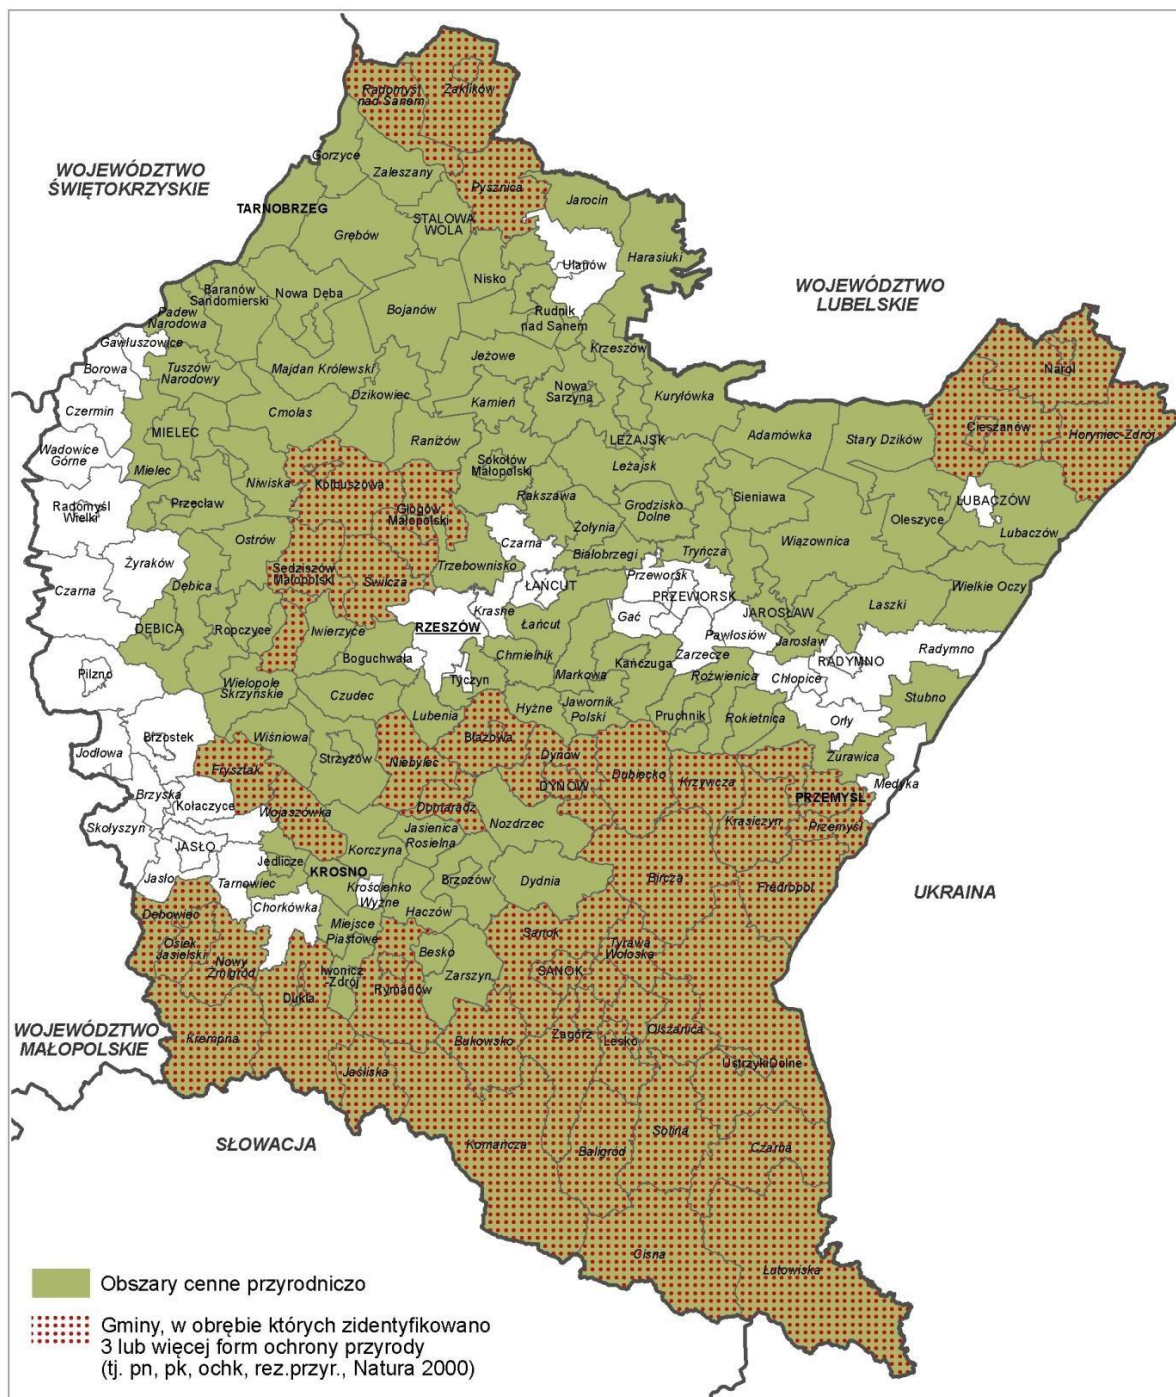 Radomyśl
nad Sanem
Zaklików
Gorzyce
Zaleszany
Pysznica
WOJEWÓDZTWO
ŚWIĘTOKRZYSKIE
TARNOBRZEG
STALOWA
WOLA
Jarocin
Grębów
Harasiuki
Ulanów
Nisko
WOJEWÓDZTWO
LUBELSKIE
Baranów
Sandomierski
Nowa Dęba
Bojanów
Rudnik
nad Sanem
Padew
Narodowa
Gawłuszowice
Borowa
Tuszów
Narodowy
Majdan Królewski
Jeżowe
Krzeszów
Narol
Dzikowiec
Kamień
Nowa
Sarzyna
Kuryłówka
Czermin
Cmolas
Cieszanów
Horyniec-Zdrój
MIELEC
Raniżów
LEŻAJSK
Adamówka
Stary Dzików
Wadowice
Górne
Mielec
Niwiska
Kolbuszowa
Sokołów
Małopolski
Leżajsk
Radomyśl
Wielki
Przecław
Głogów
Małopolski
Rakszawa
Grodzisko
Dolne
Sieniawa
LUBACZÓW
Oleszyce
Lubaczów
Żołynia
Ostrów
Czarna
Białobrzegi
Tryńcza
Wiązownica
Żyraków
Sędziszów
Małopolski
Świlcza
Trzebownisko
Czarna
Dębica
ŁAŃCUT
Przeworsk
PRZEWORSK
Wielkie Oczy
Krasne
Gać
JAROSŁAW
Laszki
DĘBICA
Ropczyce
Iwierzyce
RZESZÓW
Łańcut
Pawłosiów
Jarosław
Boguchwała
Chmielnik
Zarzecze
RADYMNO
Radymno
Pilzno
Tyczyn
Markowa
Kańczuga
Roźwienica
Chłopice
Wielopole
Skrzyńskie
Czudec
Lubenia
Hyżne
Jawornik
Polski
Pruchnik
Rokietnica
Stubno
Orły
Brzostek
Wiśniowa
Strzyżów
Błażowa
Dynów
Żurawica
Jodłowa
Frysztak
Niebylec
Dubiecko
Krzywcza
Medyka
Brzyska
DYNÓW
PRZEMYŚL
Kołaczyce
Wojaszówka
Domaradz
Krasiczyn
Przemyśl
Skołyszyn
Jasienica
Rosielna
Nozdrzec
JASŁO
Korczyna
Jedlicze
KROSNO
Brzozów
Dydnia
Bircza
Fredropol
Jasło
Tarnowiec
Krościenko
Wyżne
UKRAINA
Dębowiec
Chorkówka
Haczów
Miejsce
Piastowe
Osiek
Jasielski
Nowy
Żmigród
Besko
Sanok
Tyrawa
Wołoska
Iwonicz
-Zdrój
Zarszyn
SANOK
Dukla
Rymanów
WOJEWÓDZTWO
MAŁOPOLSKIE
Krempna
Bukowsko
Zagórz
Lesko
Olszanica
Jaśliska
UstrzykiDolne
SŁOWACJA
Solina
Komańcza
Baligród
Czarna
Cisna
Lutowiska
Obszary cenne przyrodniczo
Gminy, w obrębie których zidentyfikowano
3 lub więcej form ochrony przyrody
(tj. pn, pk, ochk, rez.przyr., Natura 2000)